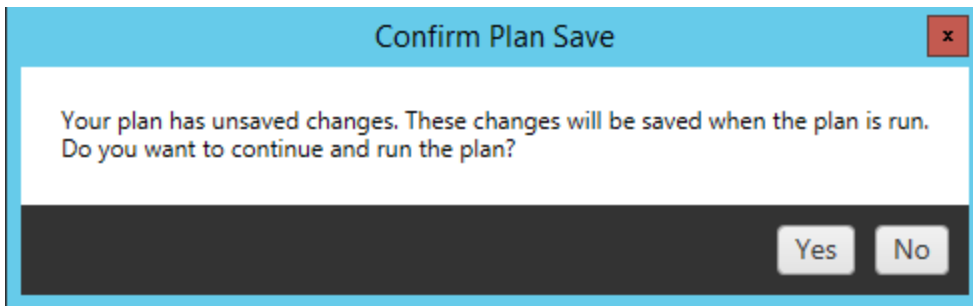 Confirm Plan Save
x
Your plan has unsaved changes. These changes will be saved when the plan is run.
Do you want to continue and run the plan?
Yes No